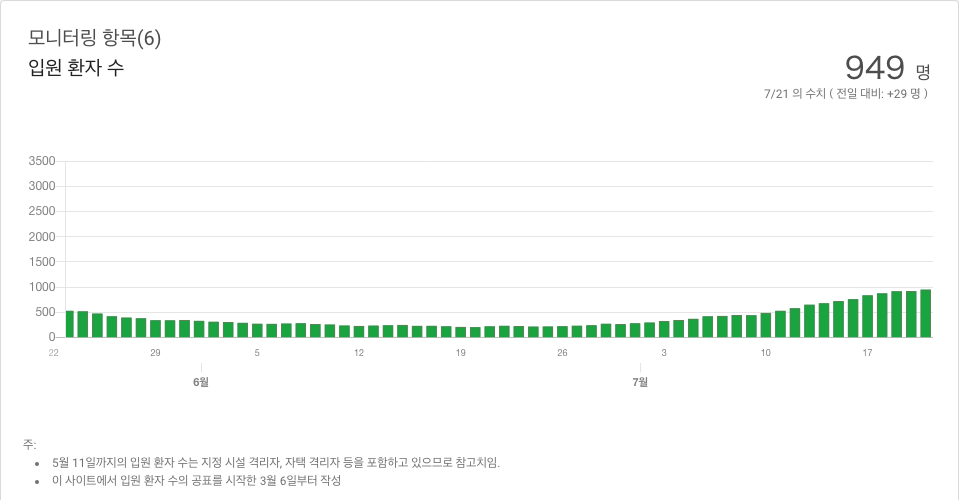 모니터링 항목(6)
입원 환자 수
949 명
7/21 의 수치 ( 전일 대비: +29 명 )
3500
3000
2500
2000
1500
1000
500
0
22 29 5 12 19 26 3 10 17
6월 7월
주:
• 5월 11일까지의 입원 환자 수는 지정 시설 격리자, 자택 격리자 등을 포함하고 있으므로 참고치임.
• 이 사이트에서 입원 환자 수의 공표를 시작한 3월 6일부터 작성